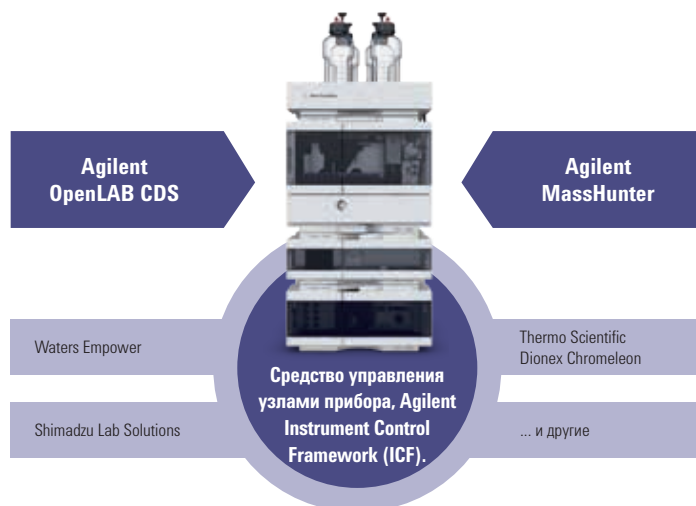 Agilent
OpenLAB CDS
Agilent
MassHunter
Waters Empower
Thermo Scientific
Dionex Chromeleon
Shimadzu Lab Solutions
... и другие
Средство управления
узлами прибора, Agilent
Instrument Control
Framework (ICF).